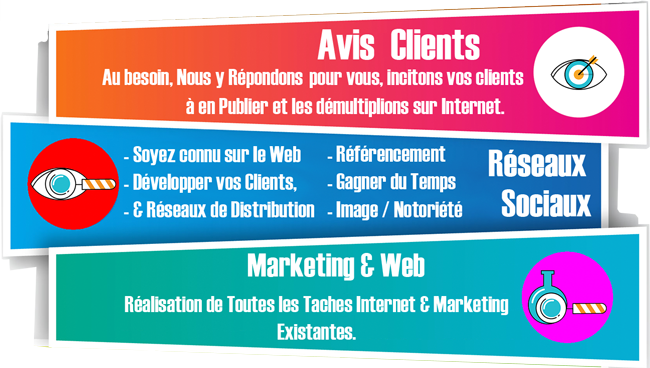 Avis Clients
Au besoin, Nous y Répondons pour vous, incitons vos clients
à en Publier et les démultiplions sur Internet.
- Soyez connu sur le Web
- Développer vos Clients,
- & Réseaux de Distribution
- Référencement
- Gagner du Temps
- Image / Notoriété
Réseaux
Sociaux
Marketing & Web
Réalisation de Toutes les Taches Internet & Marketing
Existantes.